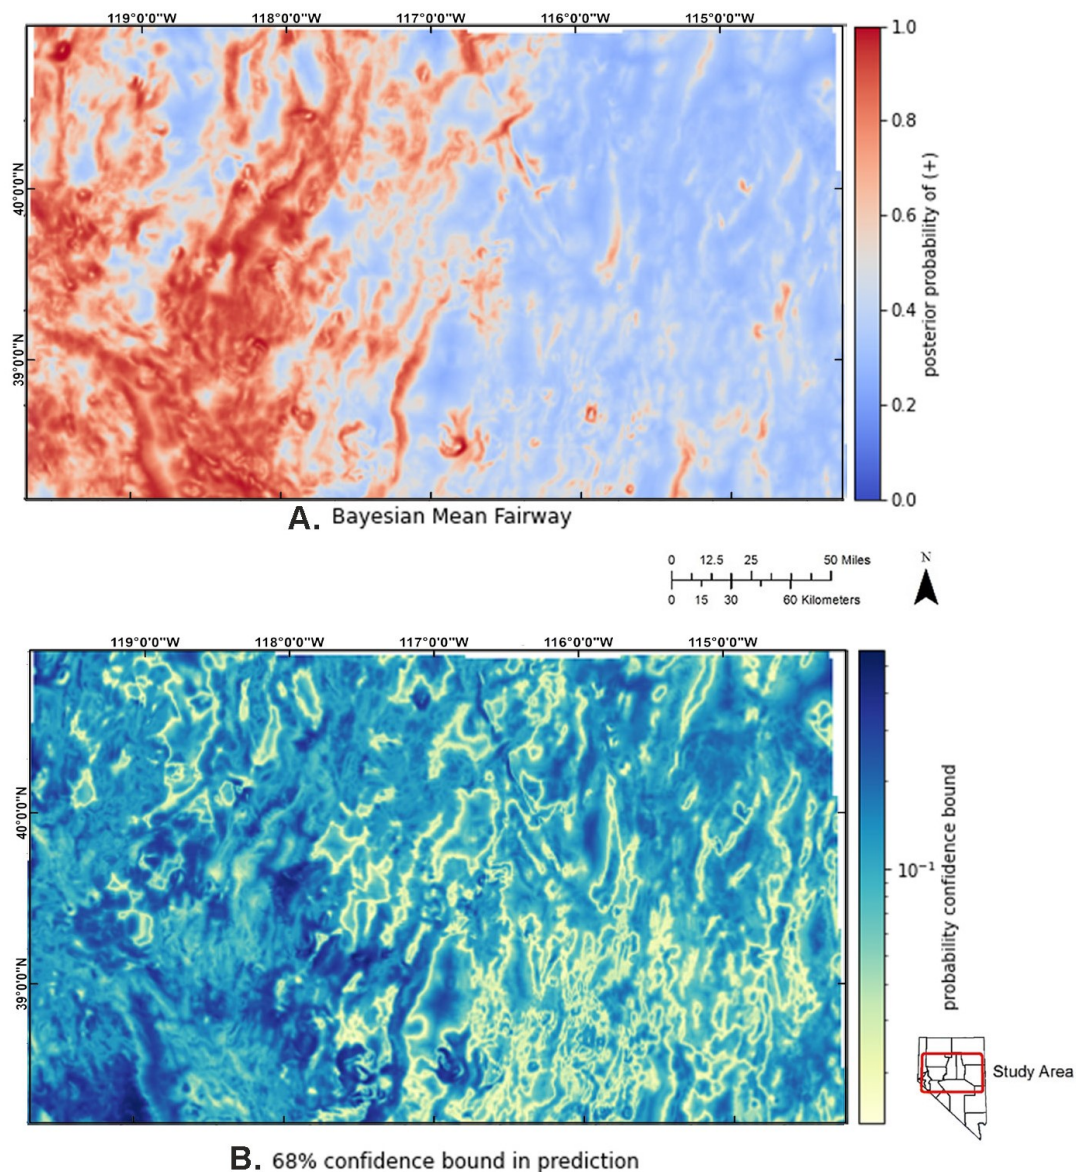 119°0'0"W 118°0'0"W 117°0'0"W 116°0'0"W 115°0'0"W
40°0'0"N
39°0'0"N
1.0
0.8
0.6
0.4
0.2
0.0
posterior probability of (+)
A. Bayesian Mean Fairway
0 12.5 25 50 Miles
0 15 30 60 Kilometers
N
119°0'0"W 118°0'0"W 117°0'0"W 116°0'0"W 115°0'0"W
40°0'0"N
39°0'0"N
10⁻¹
probability confidence bound
Study Area
B. 68% confidence bound in prediction